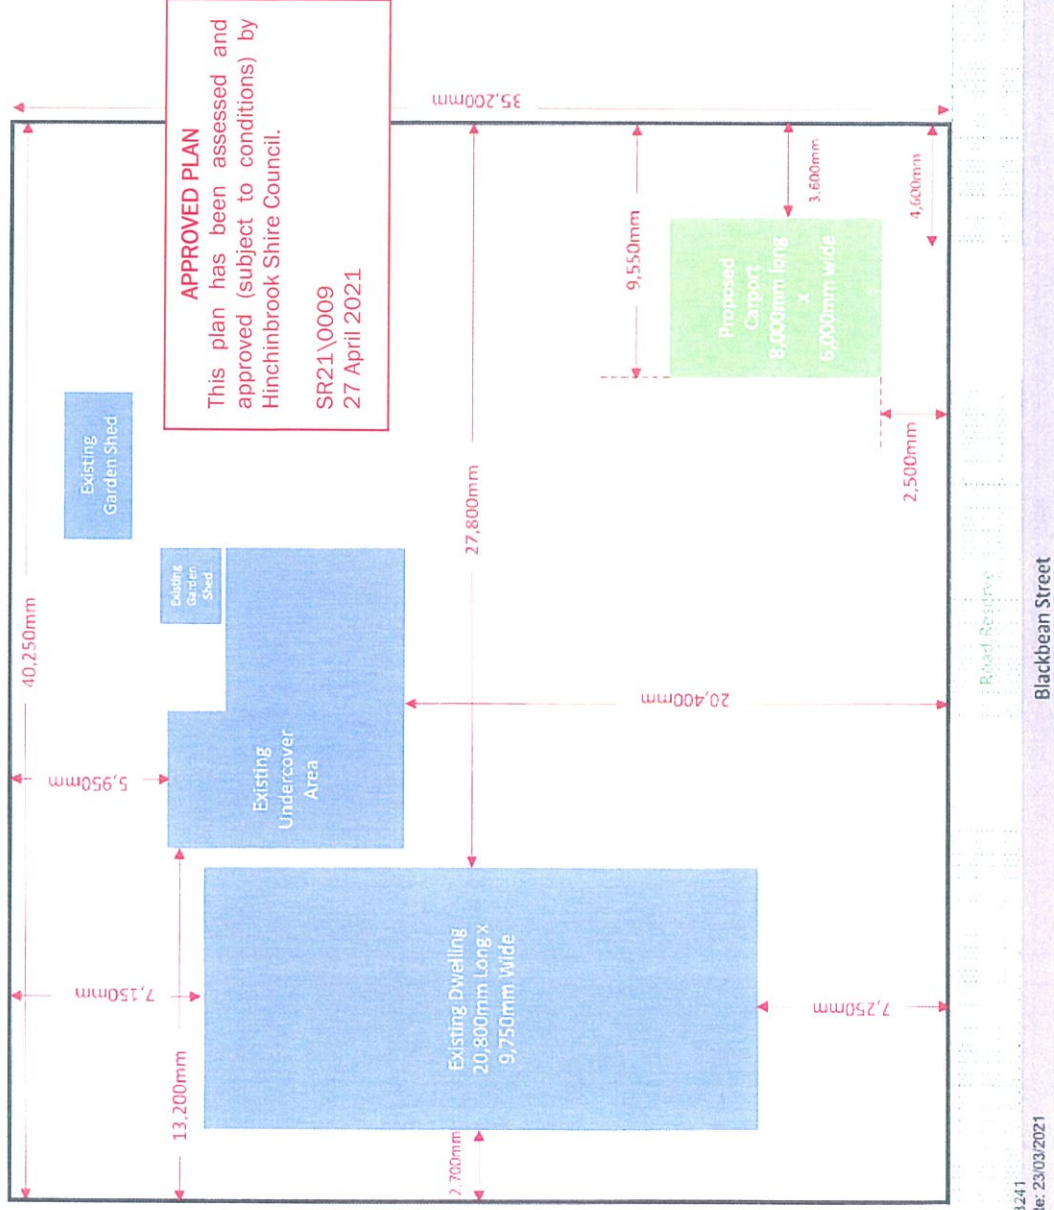 40,250mm
35,200mm
APPROVED PLAN
This plan has been assessed and
approved (subject to conditions) by
Hinchinbrook Shire Council.
SR21\0009
27 April 2021
5,950mm
Existing
Garden Shed
Existing
Garden
Shed
7,150mm
13,200mm
Existing
Undercover
Area
27,800mm
20,400mm
9,550mm
Existing Dwelling
20,800mm Long x
9,750mm Wide
2,700mm
Proposed
Carport
8,000mm long
x
6,000mm wide
3,600mm
4,600mm
2,500mm
7,250mm
Road Reserve
Blackbean Street
3241
te: 23/03/2021